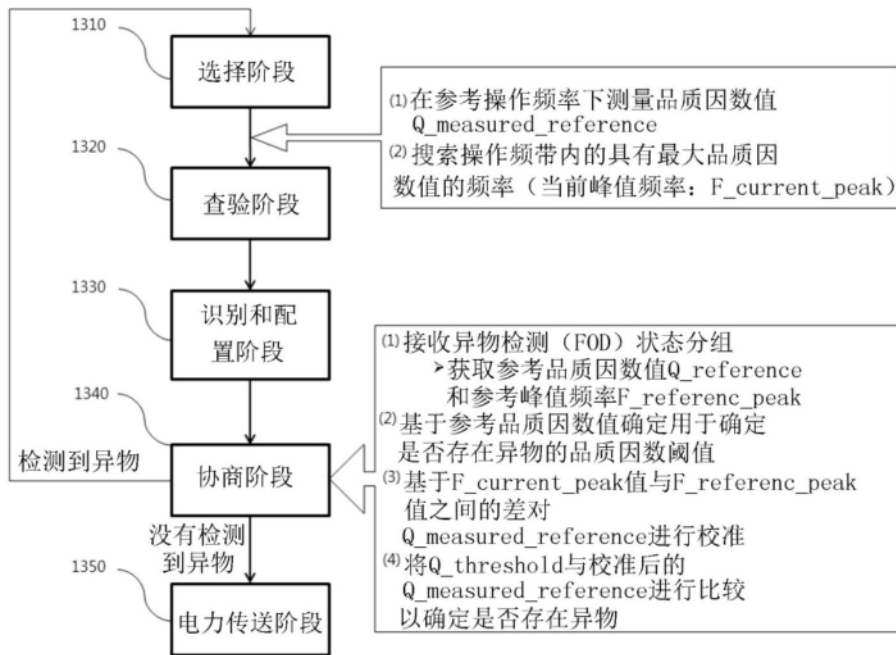 1310
选择阶段
(1)在参考操作频率下测量品质因数值
Q_measured_reference
(2)搜索操作频带内的具有最大品质因
数值的频率（当前峰值频率：F_current_peak）
1320
查验阶段
1330
识别和配
置阶段
(1)接收异物检测（FOD）状态分组
➢获取参考品质因数值Q_reference
和参考峰值频率F_referenc_peak
(2)基于参考品质因数值确定用于确定
是否存在异物的品质因数阈值
(3)基于F_current_peak值与F_referenc_peak
值之间的差对
Q_measured_reference进行校准
(4)将Q_threshold与校准后的
Q_measured_reference进行比较
以确定是否存在异物
1340
检测到异物
协商阶段
没有检测
到异物
1350
电力传送阶段